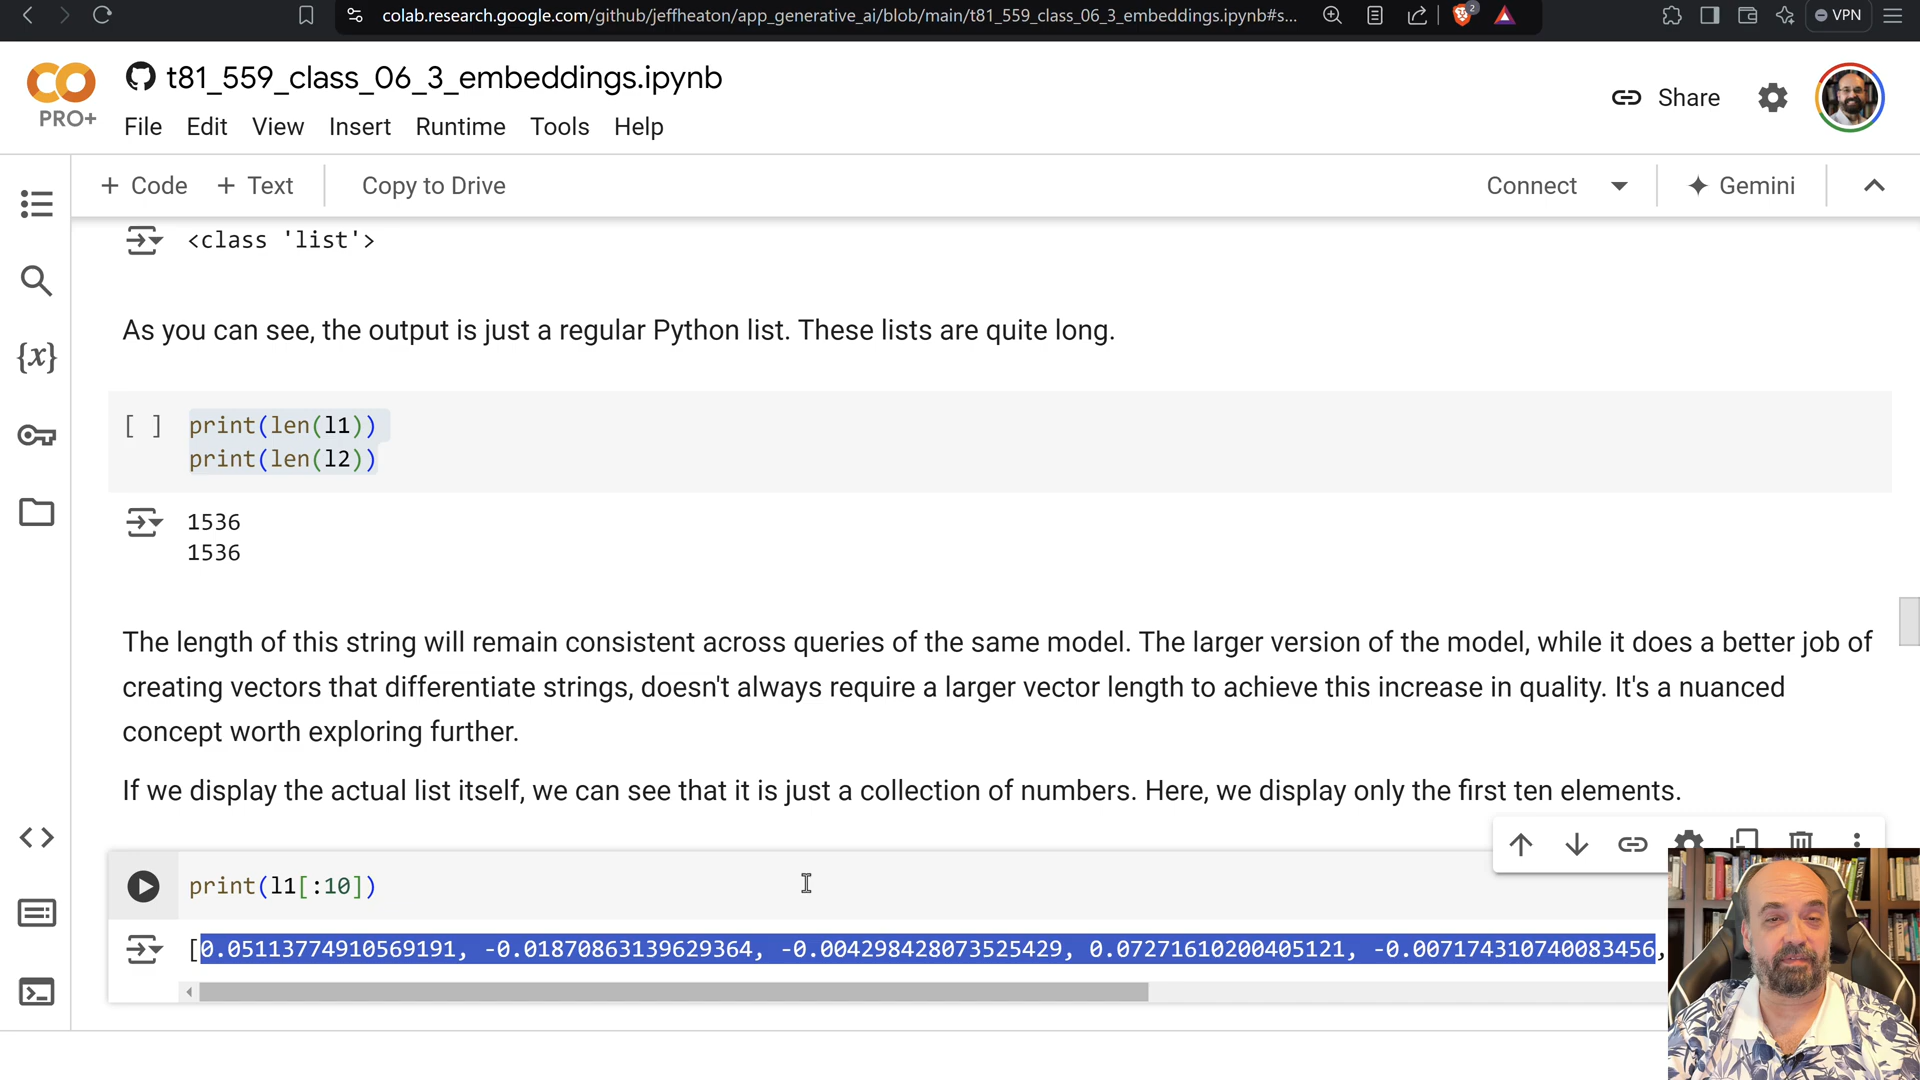 colab.research.google.com/github/jeffheaton/app_generative_ai/blob/main/t81_559_class_06_3_embeddings.ipynb#s...
2
VPN
PRO+
t81_559_class_06_3_embeddings.ipynb
File Edit View Insert Runtime Tools Help
Share
+ Code + Text Copy to Drive
Connect Gemini
<class 'list'>
As you can see, the output is just a regular Python list. These lists are quite long.
[ ] print(len(l1))
print(len(l2))
1536
1536
The length of this string will remain consistent across queries of the same model. The larger version of the model, while it does a better job of
creating vectors that differentiate strings, doesn't always require a larger vector length to achieve this increase in quality. It's a nuanced
concept worth exploring further.
If we display the actual list itself, we can see that it is just a collection of numbers. Here, we display only the first ten elements.
print(l1[:10])
[0.05113774910569191, -0.01870863139629364, -0.004298428073525429, 0.07271610200405121, -0.007174310740083456,